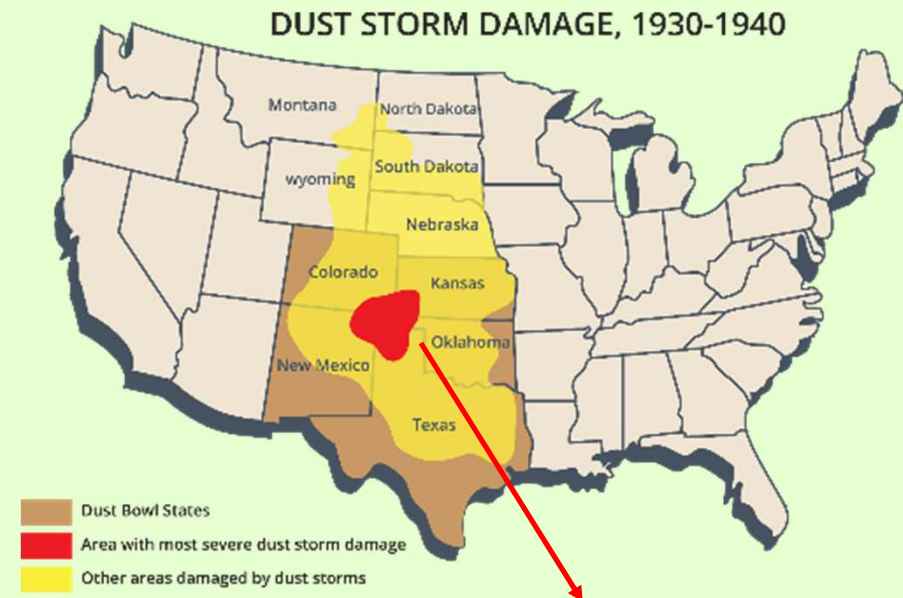 DUST STORM DAMAGE, 1930-1940
Montana
North Dakota
wyoming
South Dakota
Nebraska
Colorado
Kansas
Oklahoma
New Mexico
Texas
Dust Bowl States
Area with most severe dust storm damage
Other areas damaged by dust storms